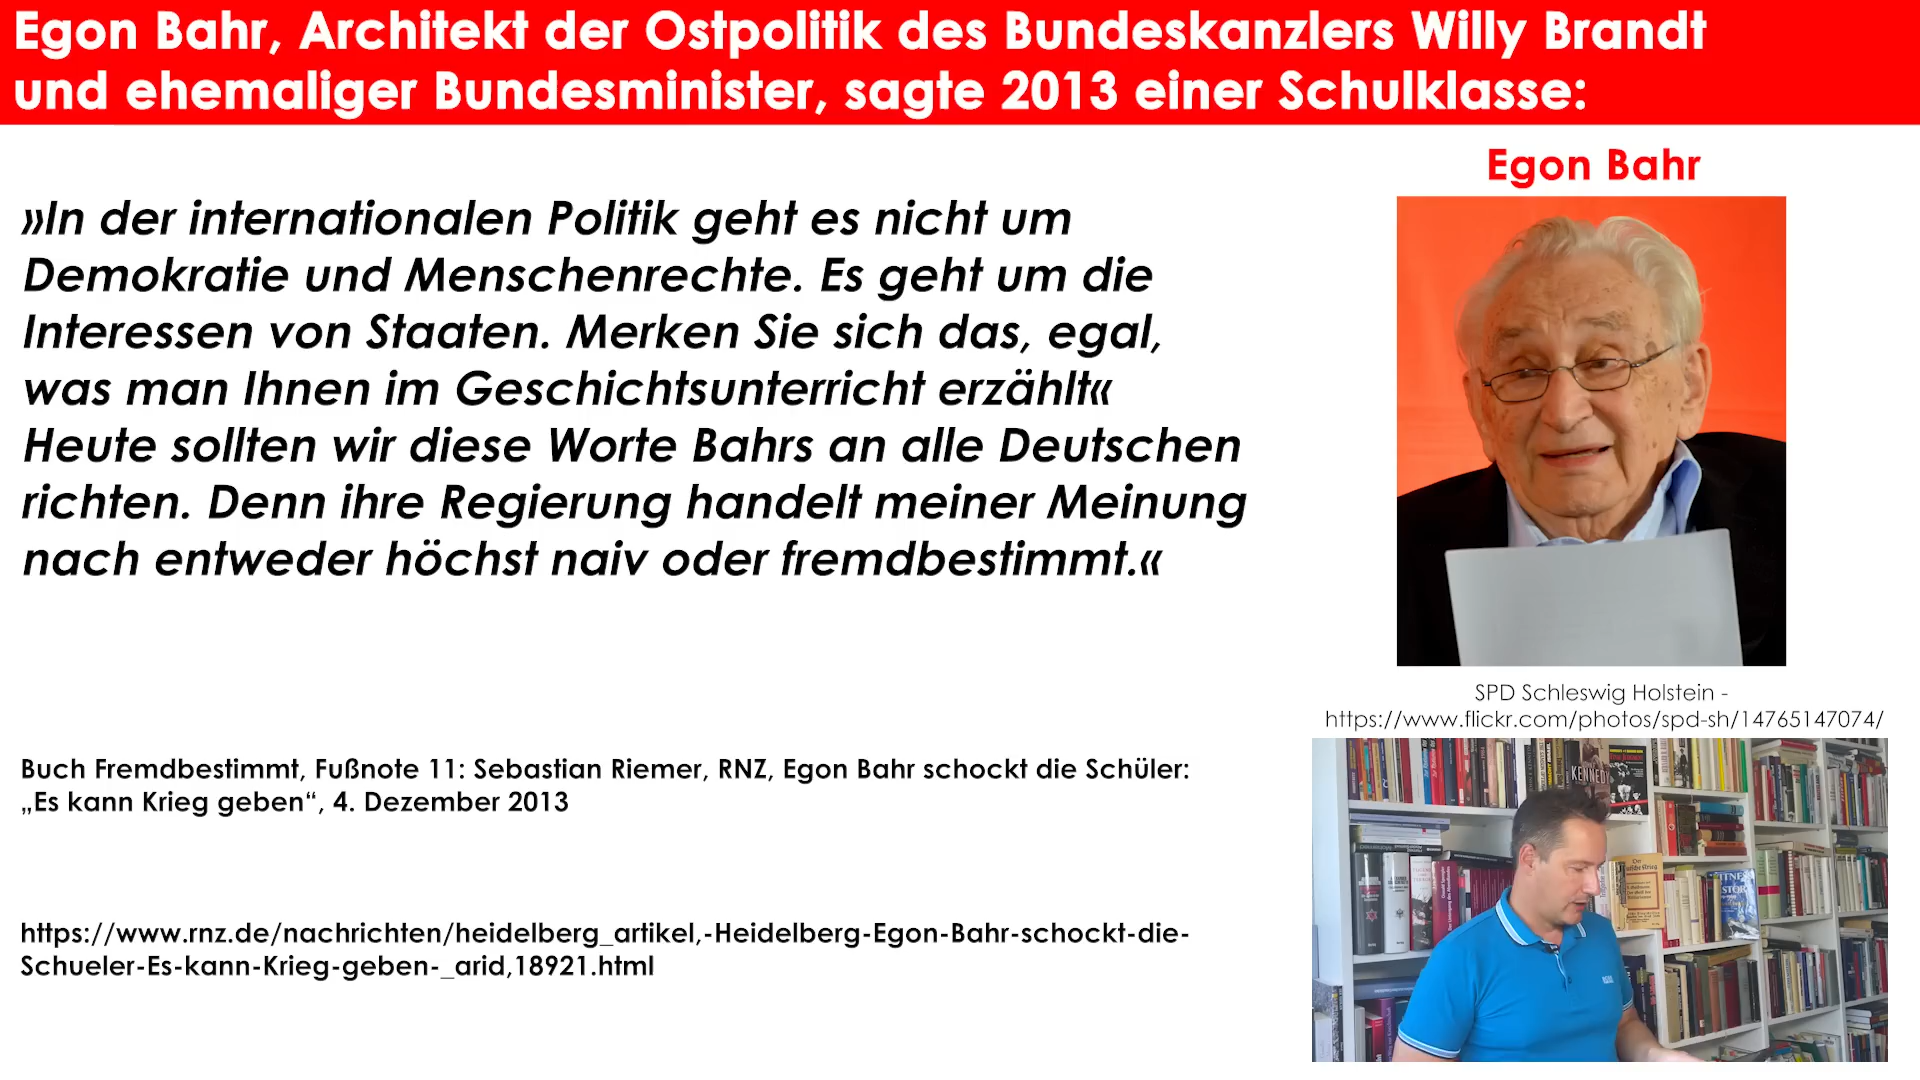 Egon Bahr, Architekt der Ostpolitik des Bundeskanzlers Willy Brandt
und ehemaliger Bundesminister, sagte 2013 einer Schulklasse:
Egon Bahr
»In der internationalen Politik geht es nicht um
Demokratie und Menschenrechte. Es geht um die
Interessen von Staaten. Merken Sie sich das, egal,
was man Ihnen im Geschichtsunterricht erzählt«
Heute sollten wir diese Worte Bahrs an alle Deutschen
richten. Denn ihre Regierung handelt meiner Meinung
nach entweder höchst naiv oder fremdbestimmt.«
SPD Schleswig Holstein -
https://www.flickr.com/photos/spd-sh/14765147074/
Buch Fremdbestimmt, Fußnote 11: Sebastian Riemer, RNZ, Egon Bahr schockt die Schüler:
„Es kann Krieg geben“, 4. Dezember 2013
https://www.rnz.de/nachrichten/heidelberg_artikel,-Heidelberg-Egon-Bahr-schockt-die-
Schueler-Es-kann-Krieg-geben-_arid,18921.html
KENNEDY